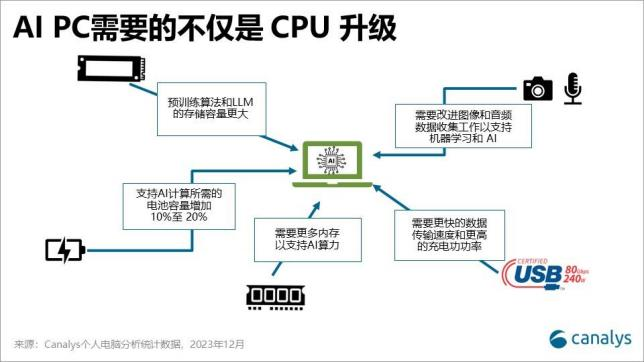 AI PC需要的不仅是 CPU 升级
预训练算法和LLM
的存储容量更大
需要改进图像和音频
数据收集工作以支持
机器学习和 AI
AI
支持AI计算所需的
电池容量增加
10%至 20%
需要更多内存
以支持AI算力
需要更快的数据
传输速度和更高
的充电功功率
CERTIFIED
USB 80Gbps
240W
来源：Canalys个人电脑分析统计数据，2023年12月
canalys